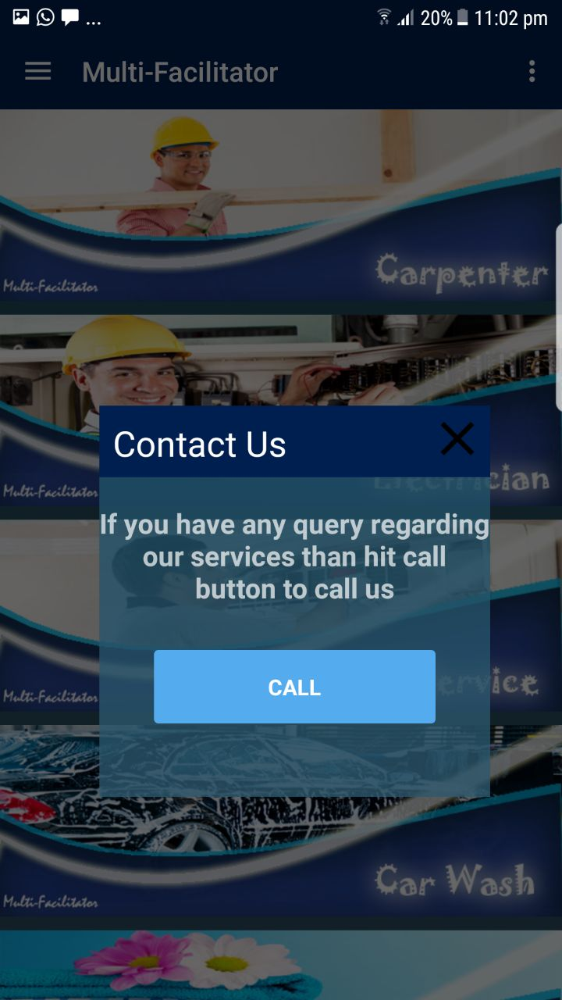 ... 20% 11:02 pm
Multi-Facilitator
Carpenter
Multi-Facilitator
Contact Us
Electrician
Multi-Facilitator
If you have any query regarding
our services than hit call
button to call us
CALL
ervice
Multi-Facilitator
Car Wash
Multi-Facilitator